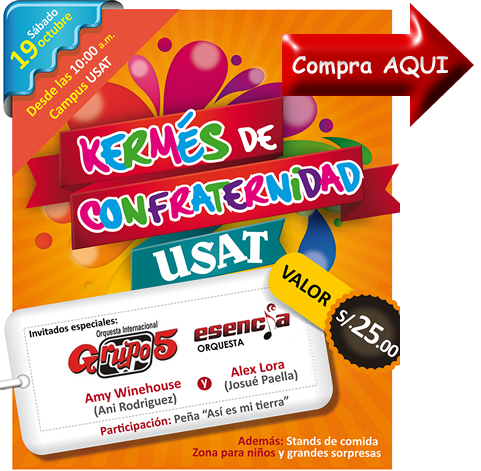 Sábado
19 octubre
Desde las 10:00 a.m.
Campus USAT
Compra AQUI
KERMÉS DE
CONFRATERNIDAD
USAT
VALOR
S/.25.00
Invitados especiales:
Orquesta Internacional
Grupo5
esencia
ORQUESTA
Amy Winehouse
(Ani Rodriguez)
y
Alex Lora
(Josué Paella)
Participación: Peña "Así es mi tierra"
Además: Stands de comida
Zona para niños y grandes sorpresas